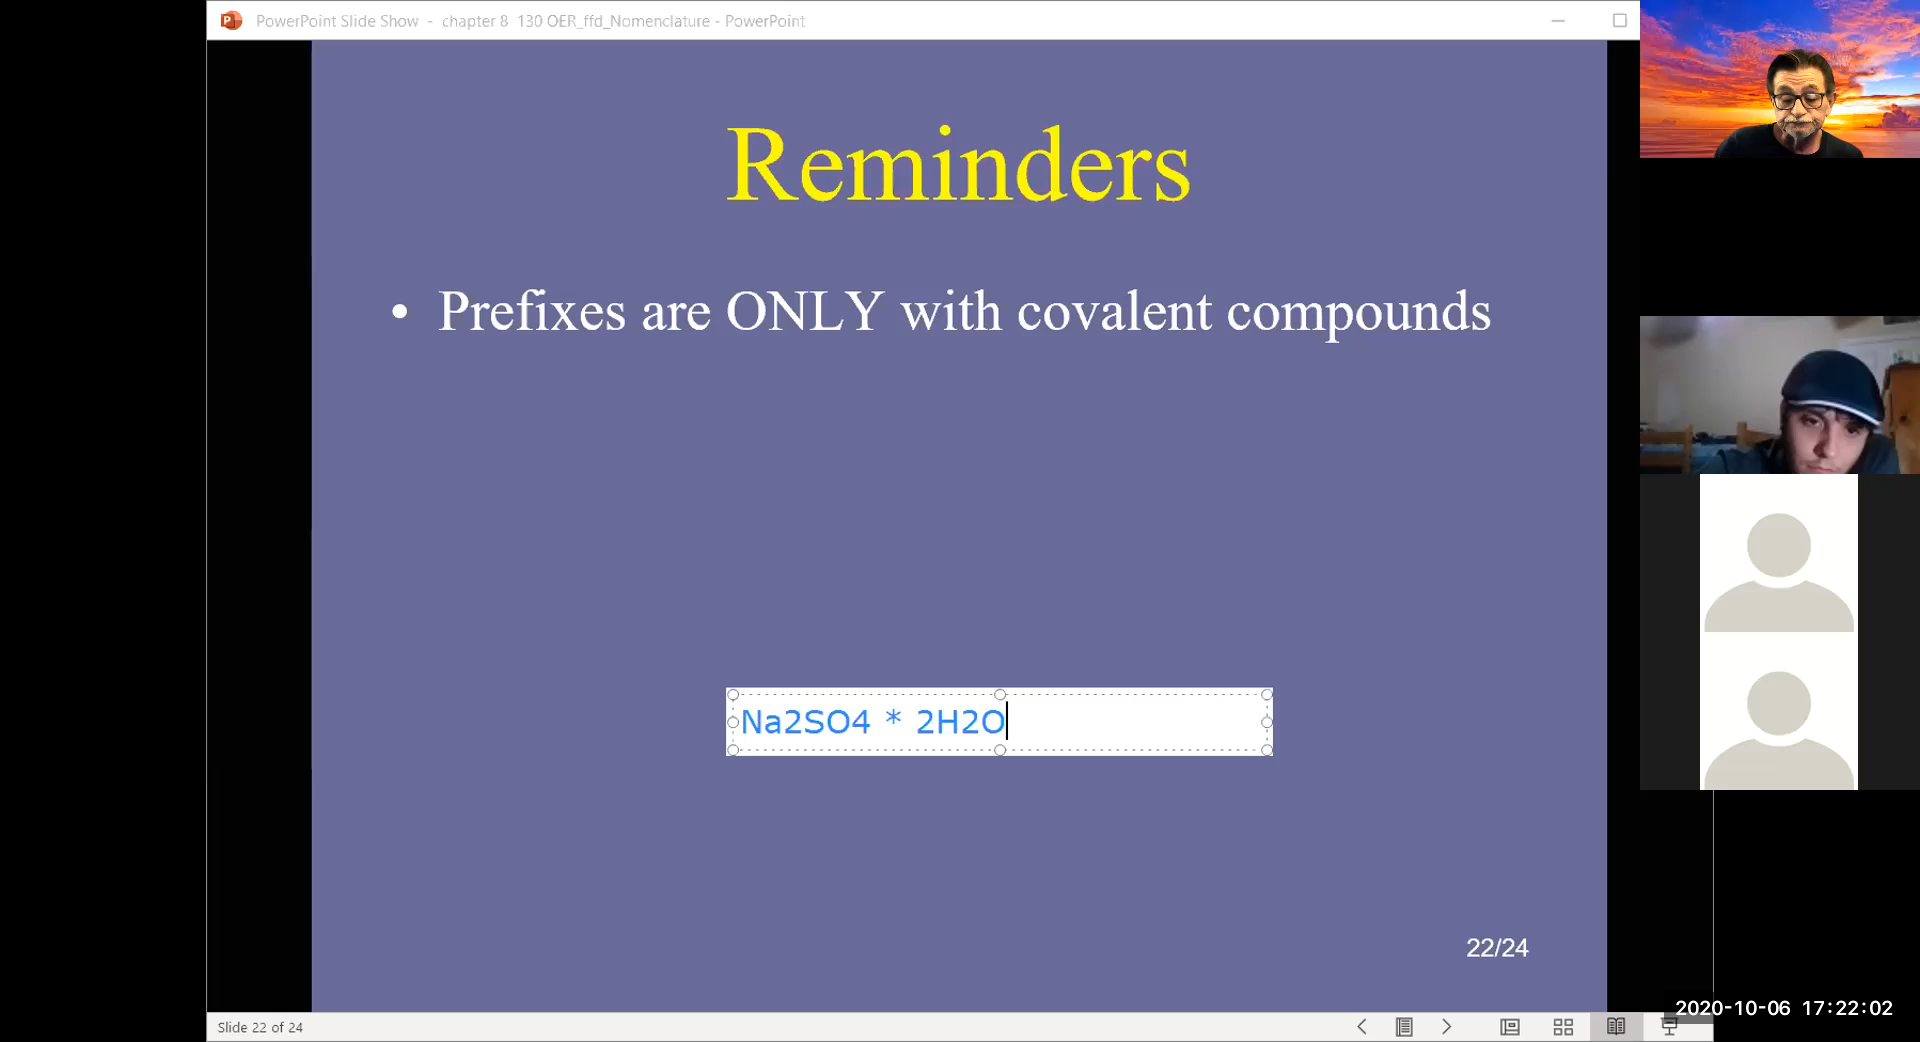 PowerPoint Slide Show - chapter 8 130 OER_ffd_Nomenclature - PowerPoint
Reminders
• Prefixes are ONLY with covalent compounds
Na2SO4 * 2H2O
22/24
2020-10-06 17:22:02
Slide 22 of 24